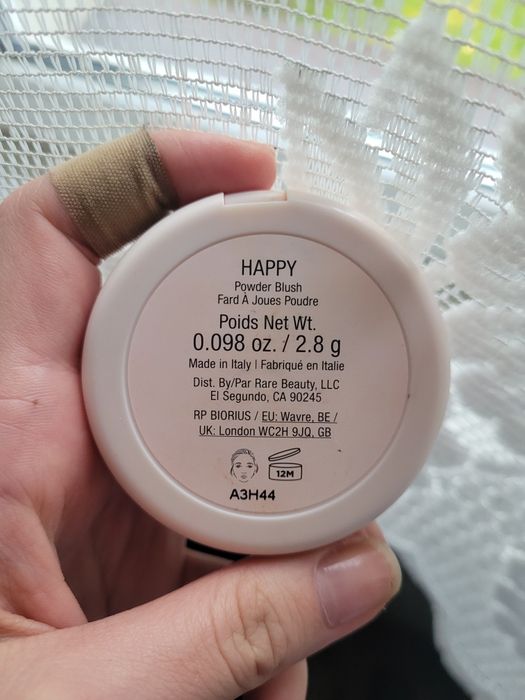 HAPPY
Powder Blush
Fard À Joues Poudre
Poids Net Wt.
0.098 oz. / 2.8 g
Made in Italy | Fabriqué en Italie
Dist. By/Par Rare Beauty, LLC
El Segundo, CA 90245
RP BIORIUS / EU: Wavre, BE /
UK: London WC2H 9JQ, GB
12M
A3H44